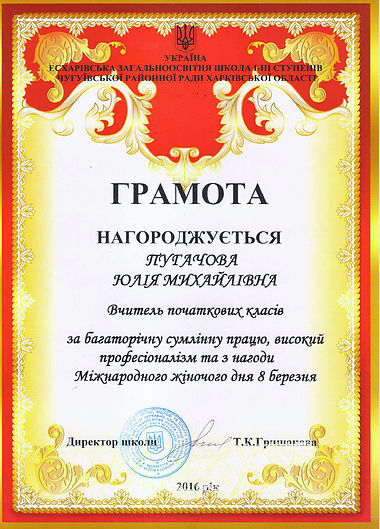 УКРАЇНА
ЕСХАРІВСЬКА ЗАГАЛЬНООСВІТНЯ ШКОЛА І-ІІІ СТУПЕНІВ
ЧУГУЇВСЬКОЇ РАЙОННОЇ РАДИ ХАРКІВСЬКОЇ ОБЛАСТІ
ГРАМОТА
НАГОРОДЖУЄТЬСЯ
ПУГАЧОВА
ЮЛІЯ МИХАЙЛІВНА
Вчитель початкових класів
за багаторічну сумлінну працю, високий
професіоналізм та з нагоди
Міжнародного жіночого дня 8 березня
Директор школи Т.К.Гришанова
2016 рік